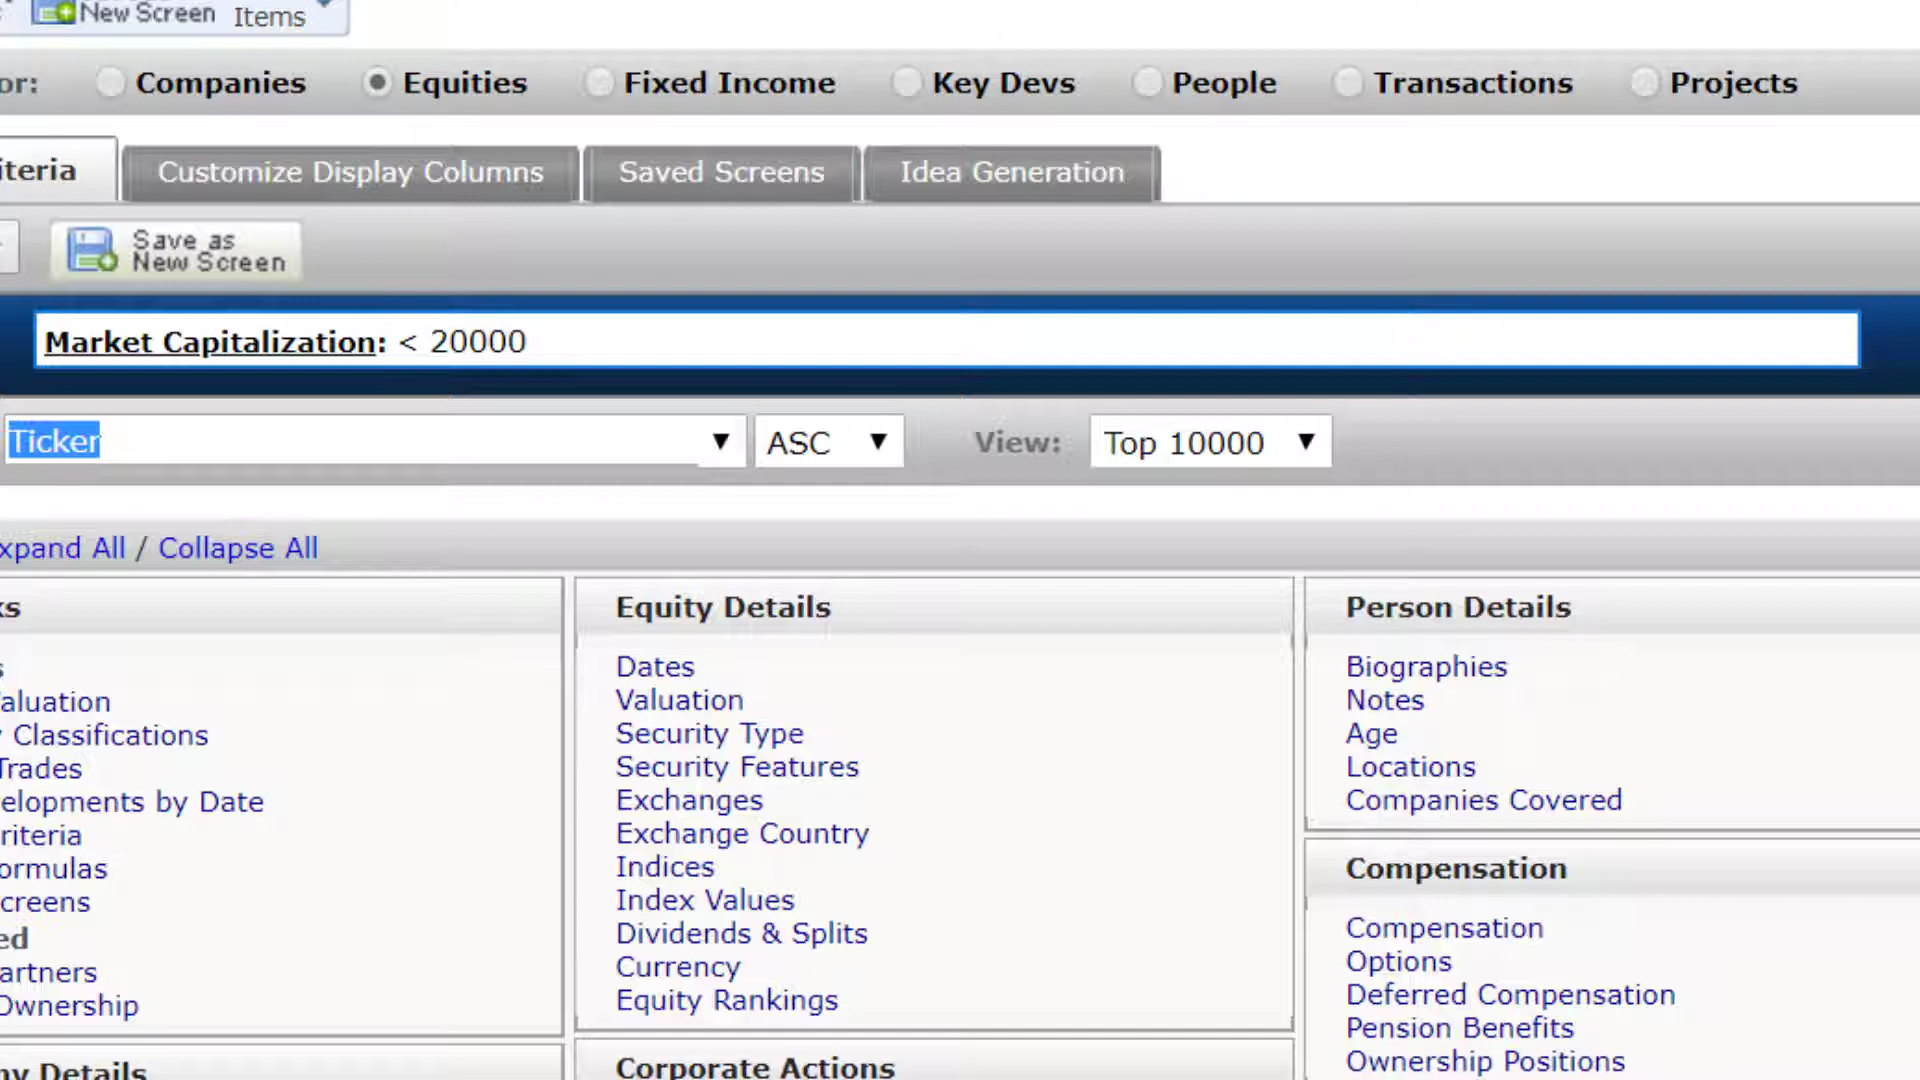 New Screen Items
or: Companies Equities Fixed Income Key Devs People Transactions Projects
iteria Customize Display Columns Saved Screens Idea Generation
Save as
New Screen
Market Capitalization: < 20000
Ticker ASC View: Top 10000
xpand All / Collapse All
ks
s
aluation
y Classifications
Trades
elopments by Date
riteria
ormulas
creens
ed
artners
Ownership
ny Details
Equity Details
Dates
Valuation
Security Type
Security Features
Exchanges
Exchange Country
Indices
Index Values
Dividends & Splits
Currency
Equity Rankings
Corporate Actions
Person Details
Biographies
Notes
Age
Locations
Companies Covered
Compensation
Compensation
Options
Deferred Compensation
Pension Benefits
Ownership Positions